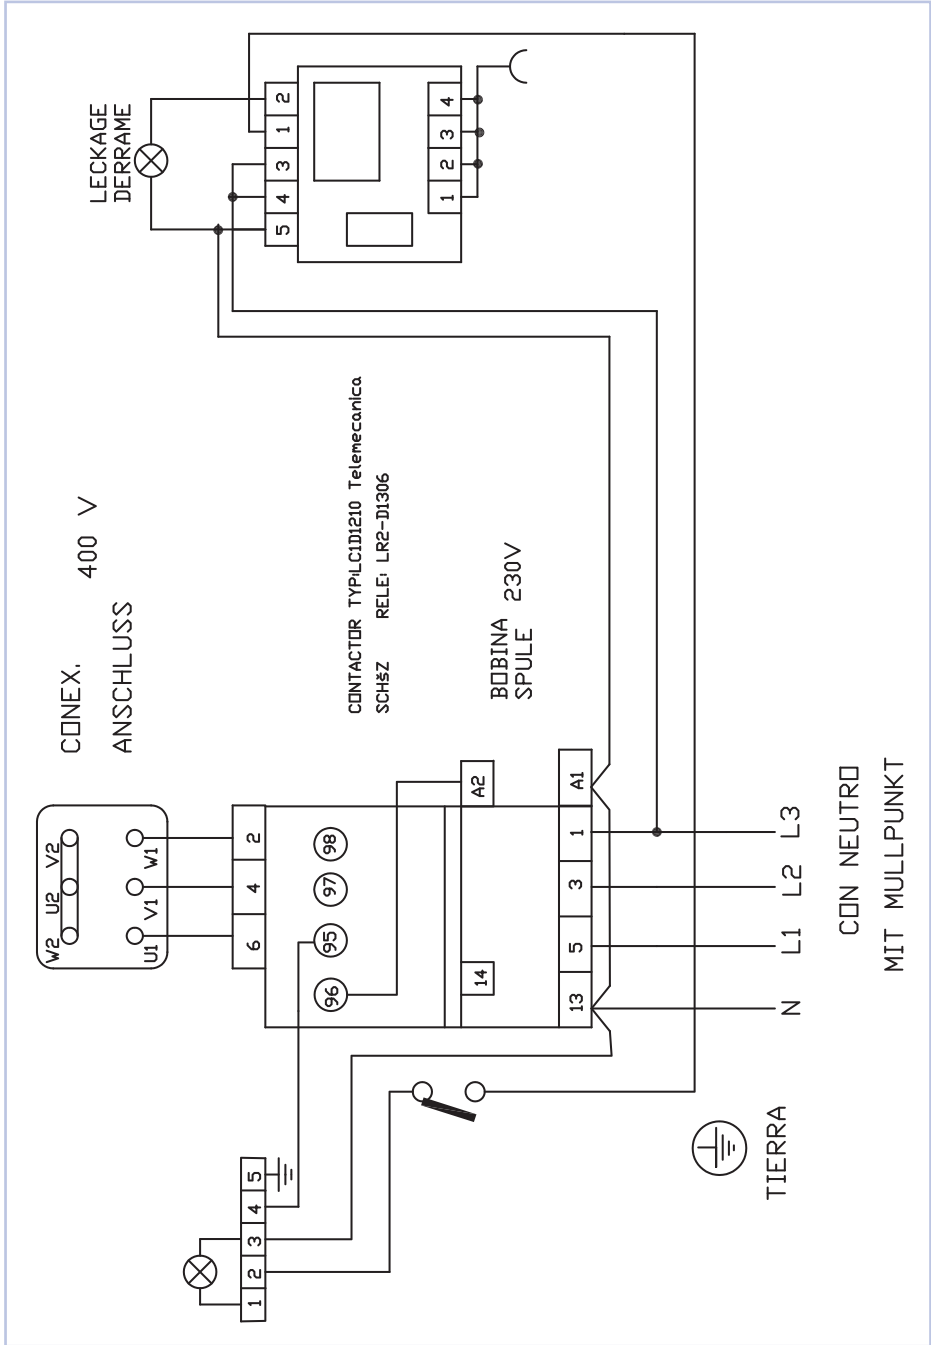 LECKAGE
DERRAME
2
1
3
4
5
4
3
2
1
CONEX. 400 V
ANSCHLUSS
CONTACTOR TYP:LC1D1210 Telemecanica
SCHšZ RELE: LR2-D1306
BOBINA 230V
SPULE
W2 U2 V2
U1 V1 W1
6 4 2
96 95 97 98
14 A2
13 5 3 1 A1
N L1 L2 L3
CON NEUTRO
MIT MULLPUNKT
1 2 3 4 5
TIERRA